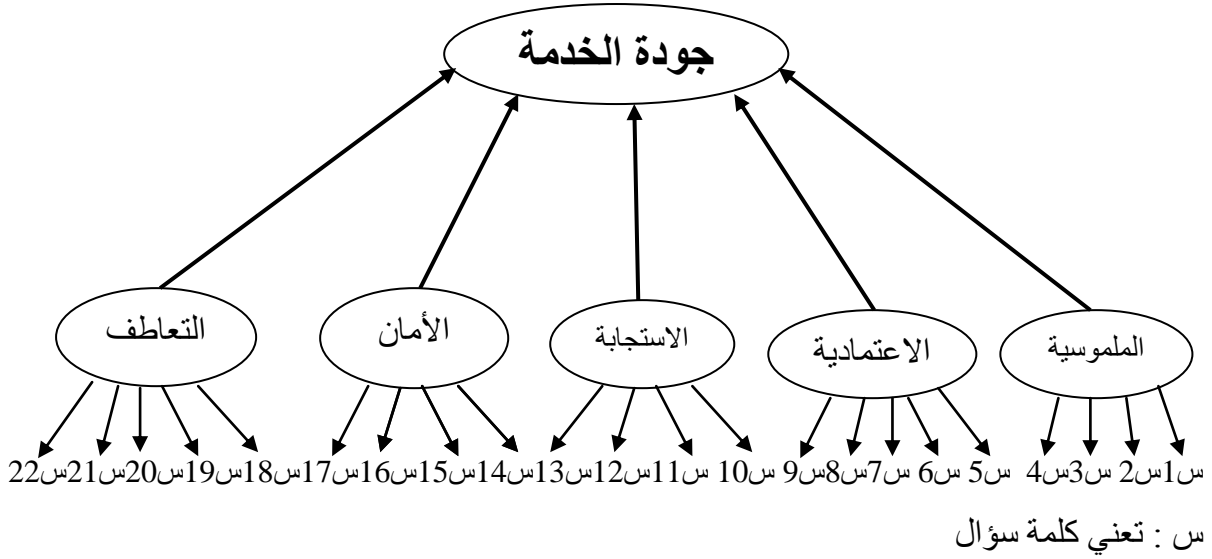 جودة الخدمة
الملموسية
الاعتمادية
الاستجابة
الأمان
التعاطف
س1س2 س3س4 س5 س6 س7س8س9 س10 س11س12س13س14س15س16س17س18س19س20س21س22
س : تعني كلمة سؤال